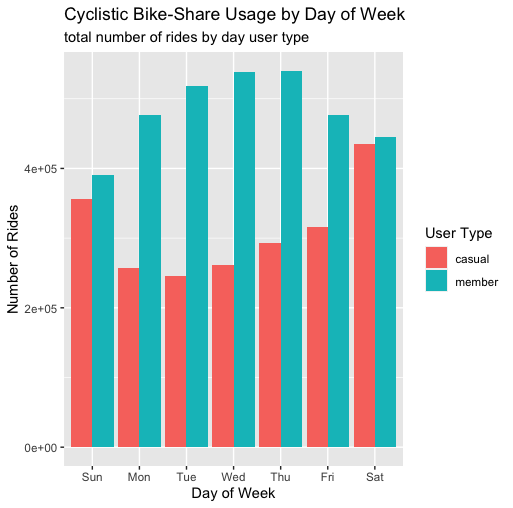 Cyclistic Bike-Share Usage by Day of Week
total number of rides by day user type
Number of Rides
4e+05
2e+05
0e+00
Sun Mon Tue Wed Thu Fri Sat
Day of Week
User Type
casual
member